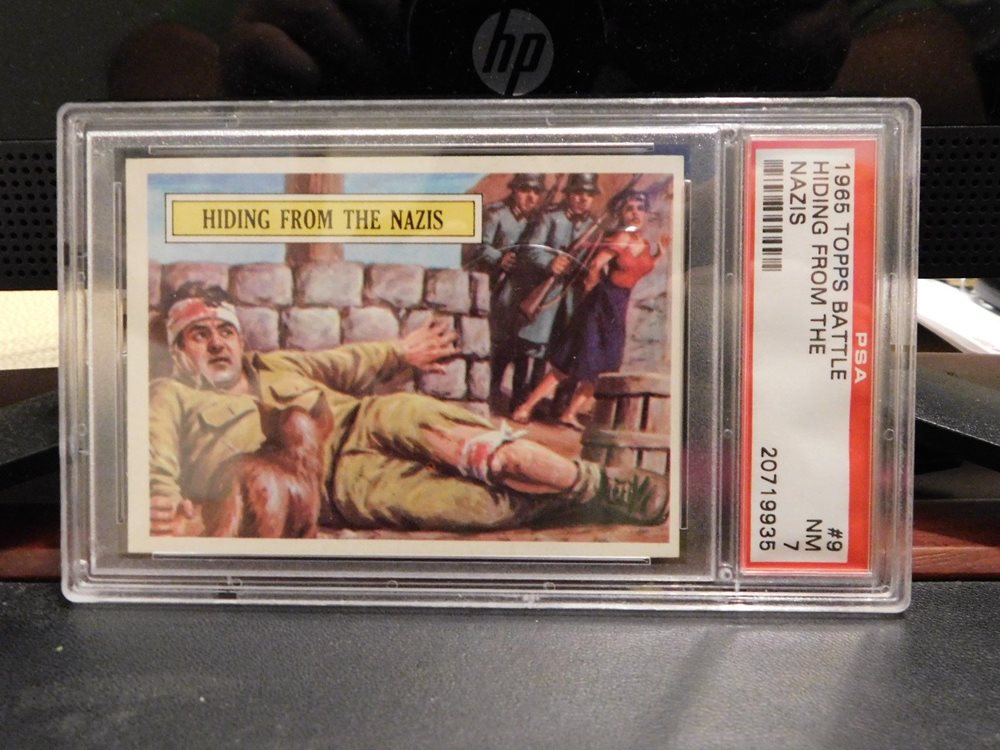 hp
HIDING FROM THE NAZIS
1965 TOPPS BATTLE
HIDING FROM THE
NAZIS
#9
NM
7
20719935
PSA